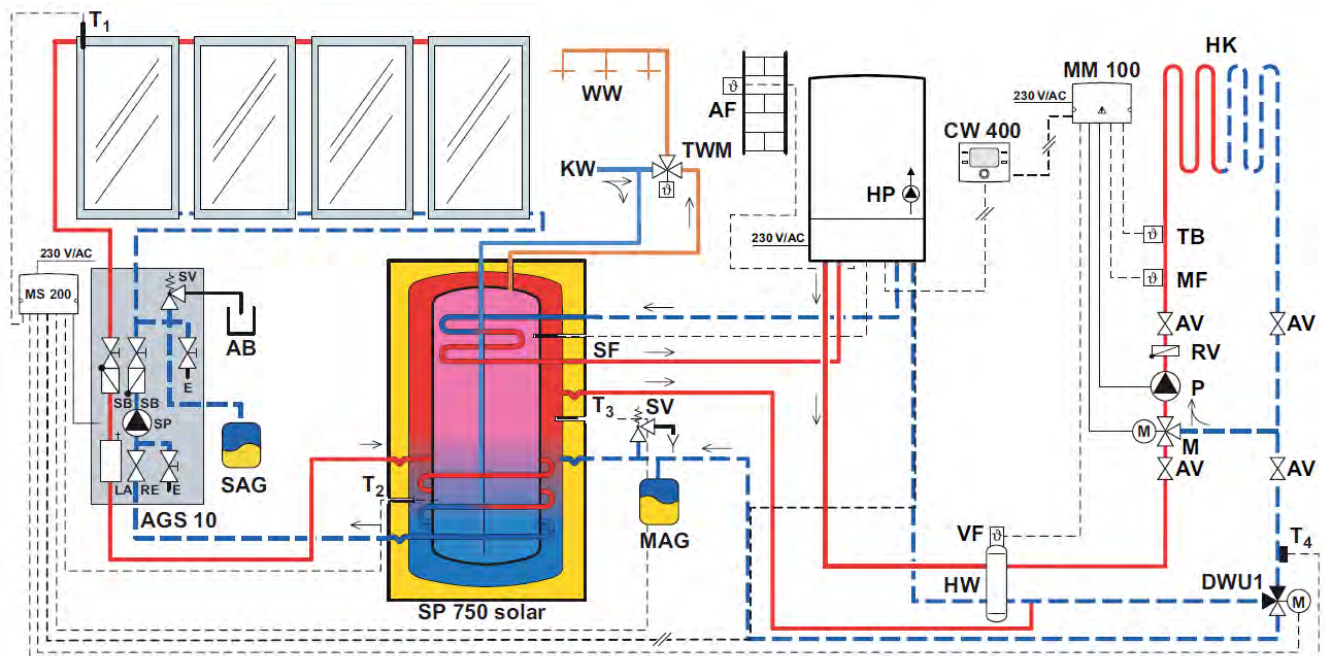 T1
WW
AF
KW
TWM
HP
230 V/AC
CW 400
230 V/AC
MM 100
HK
TB
MF
AV
AV
RV
P
M
M
AV
AV
230 V/AC
MS 200
SV
AB
E
SB
SB
SP
LA
RE
E
SAG
AGS 10
SF
T3
SV
T2
MAG
SP 750 solar
VF
HW
T4
DWU1
M